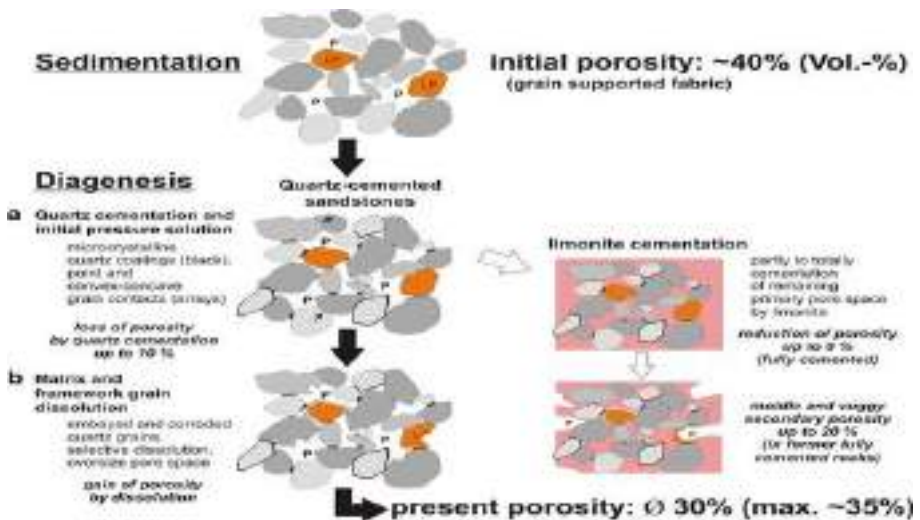 Sedimentation
P
P
P
Initial porosity: ~40% (Vol.-%)
(grain supported fabric)
Diagenesis
Quartz-cemented
sandstones
a Quartz cementation and
initial pressure solution
microcrystalline
quartz coatings (black),
point and
convex-concave
grain contacts (arrows)
loss of porosity
by quartz cementation
up to 10 %
P
P
P
limonite cementation
partly to totally
cementation
of remaining
primary pore space
by limonite
reduction of porosity
up to 0 %
(fully cemented)
b Matrix and
framework grain
dissolution
embayed and corroded
quartz grains
selective dissolution,
oversize pore space
gain of porosity
by dissolution
P
P
moldic and vuggy
secondary porosity
up to 20 %
(in former fully
cemented rocks)
present porosity: Ø 30% (max. ~35%)